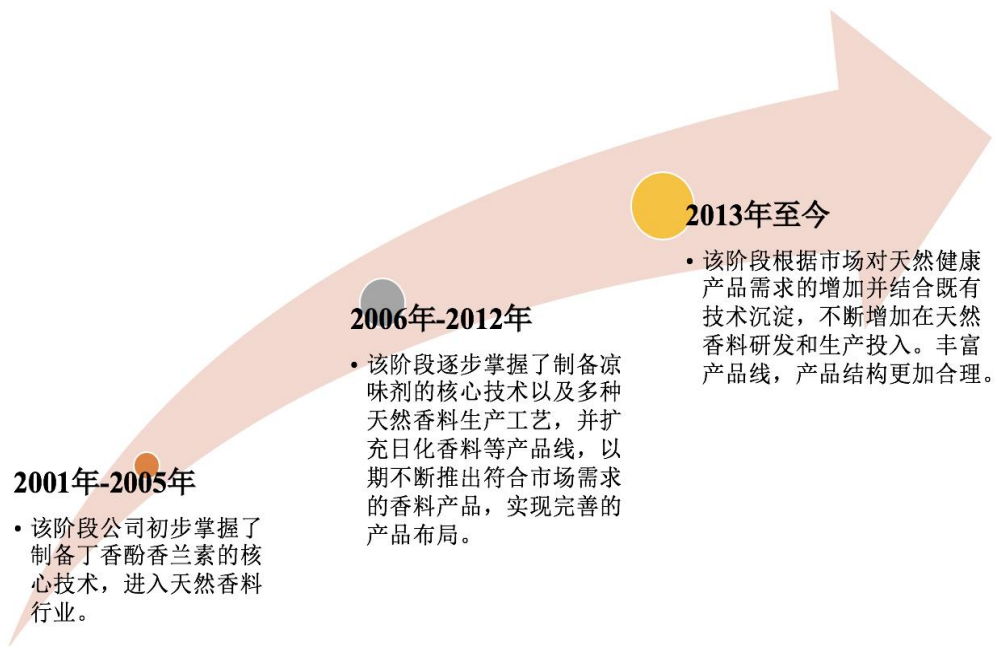 2001年-2005年
• 该阶段公司初步掌握了
制备丁香酚香兰素的核
心技术，进入天然香料
行业。
2006年-2012年
• 该阶段逐步掌握了制备凉
味剂的核心技术以及多种
天然香料生产工艺，并扩
充日化香料等产品线，以
期不断推出符合市场需求
的香料产品，实现完善的
产品布局。
2013年至今
• 该阶段根据市场对天然健康
产品需求的增加并结合既有
技术沉淀，不断增加在天然
香料研发和生产投入。丰富
产品线，产品结构更加合理。